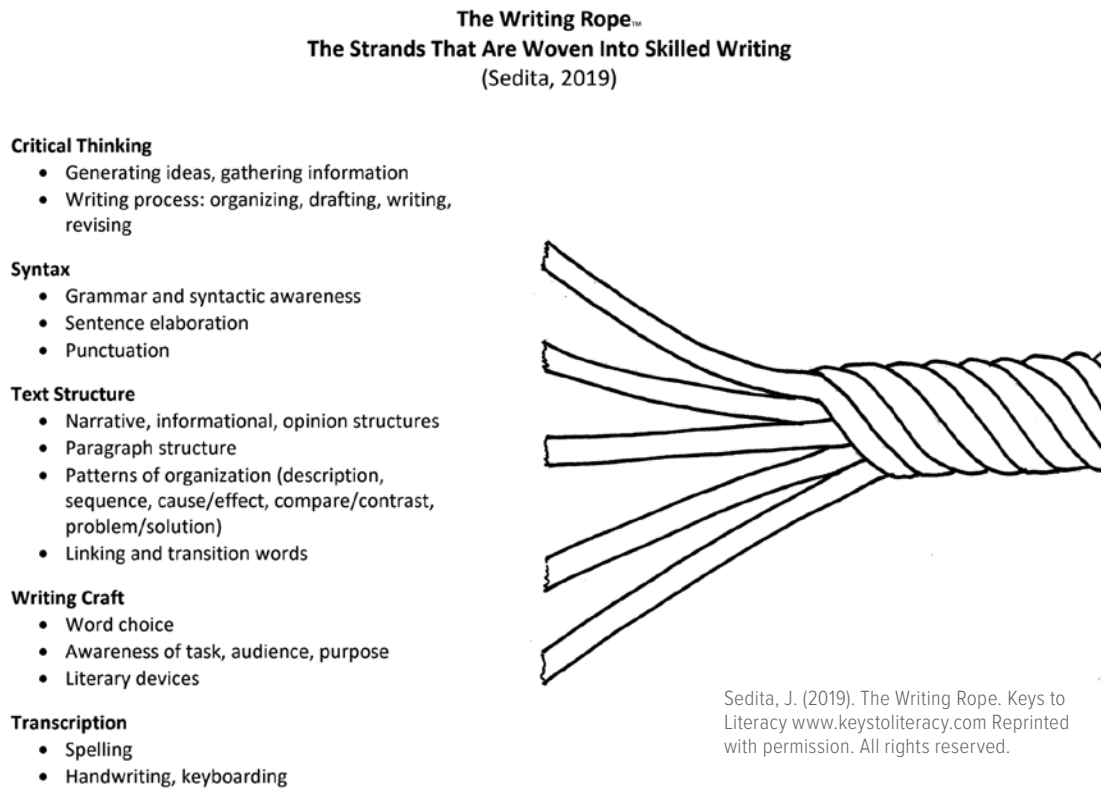 The Writing Rope™
The Strands That Are Woven Into Skilled Writing
(Sedita, 2019)
Critical Thinking
• Generating ideas, gathering information
• Writing process: organizing, drafting, writing,
revising
Syntax
• Grammar and syntactic awareness
• Sentence elaboration
• Punctuation
Text Structure
• Narrative, informational, opinion structures
• Paragraph structure
• Patterns of organization (description,
sequence, cause/effect, compare/contrast,
problem/solution)
• Linking and transition words
Writing Craft
• Word choice
• Awareness of task, audience, purpose
• Literary devices
Transcription
• Spelling
• Handwriting, keyboarding
Sedita, J. (2019). The Writing Rope. Keys to
Literacy www.keystoliteracy.com Reprinted
with permission. All rights reserved.